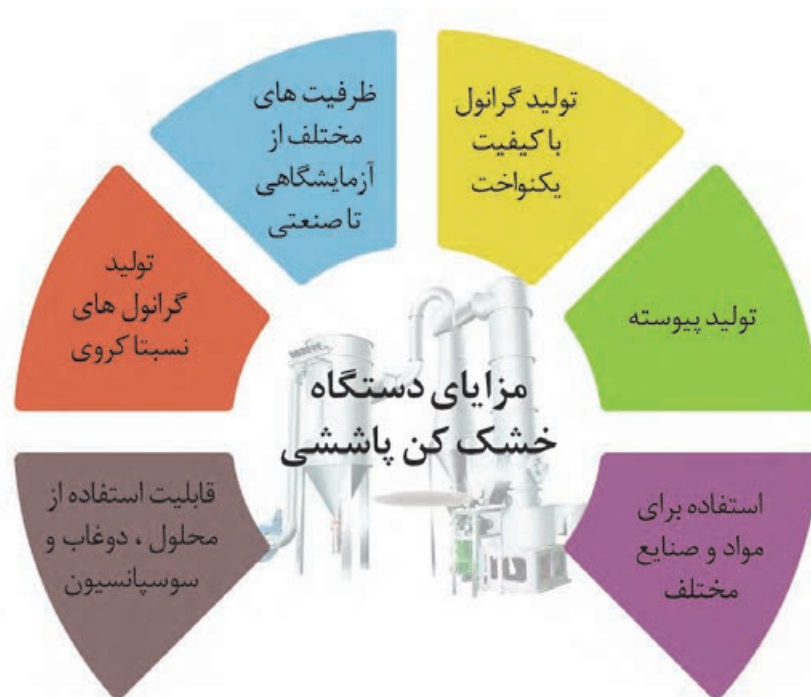 مزایای دستگاه
خشک کن پاششی
استفاده برای
مواد و صنایع
مختلف
تولید پیوسته
تولید گرانول
با کیفیت
یکنواخت
ظرفیت های
مختلف از
آزمایشگاهی
تا صنعتی
تولید
گرانول های
نسبتا کروی
قابلیت استفاده از
محلول ، دوغاب و
سوسپانسیون